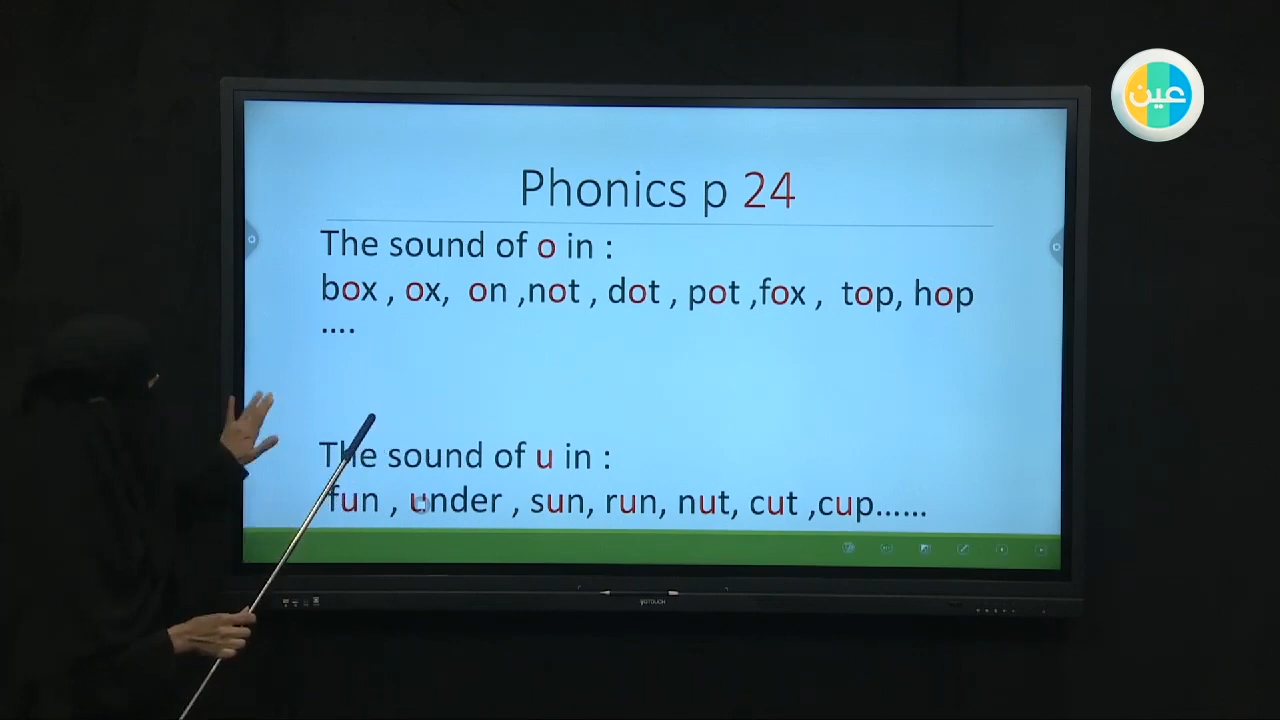 عين
Phonics p 24
The sound of o in :
box , ox, on ,not , dot , pot ,fox , top, hop
....
The sound of u in :
fun , under , sun, run, nut, cut ,cup......